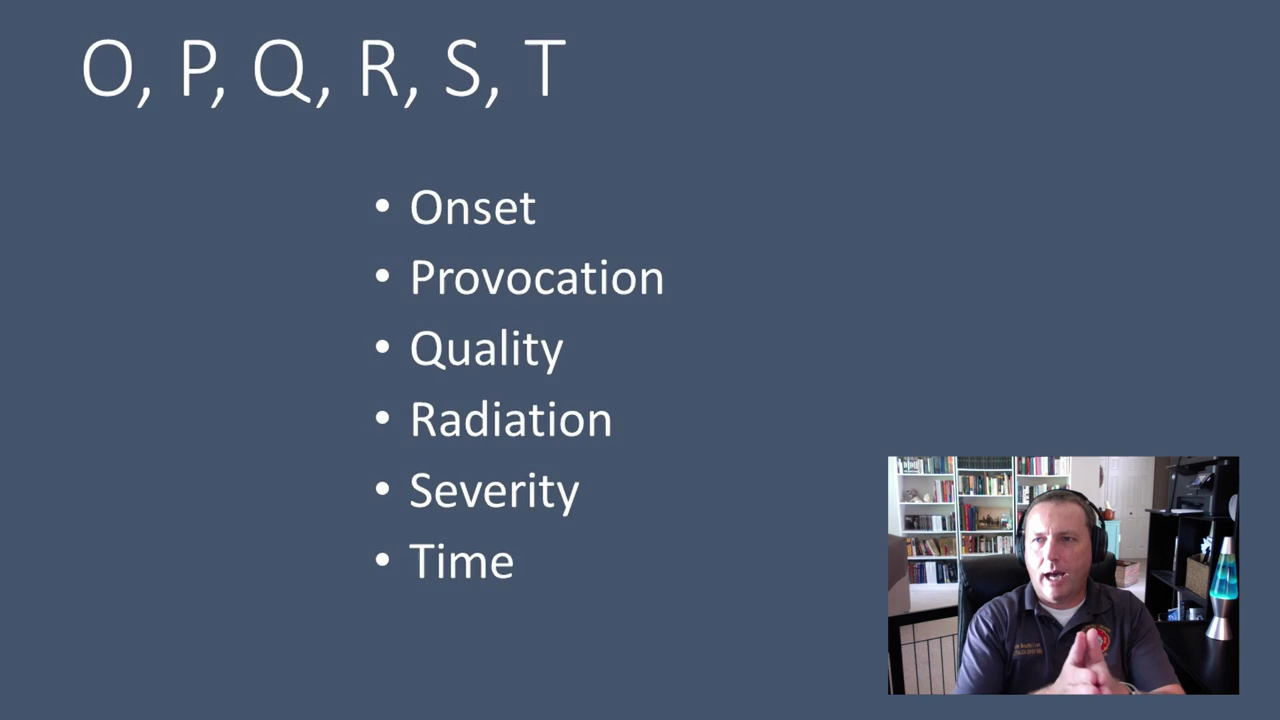 O, P, Q, R, S, T
• Onset
• Provocation
• Quality
• Radiation
• Severity
• Time